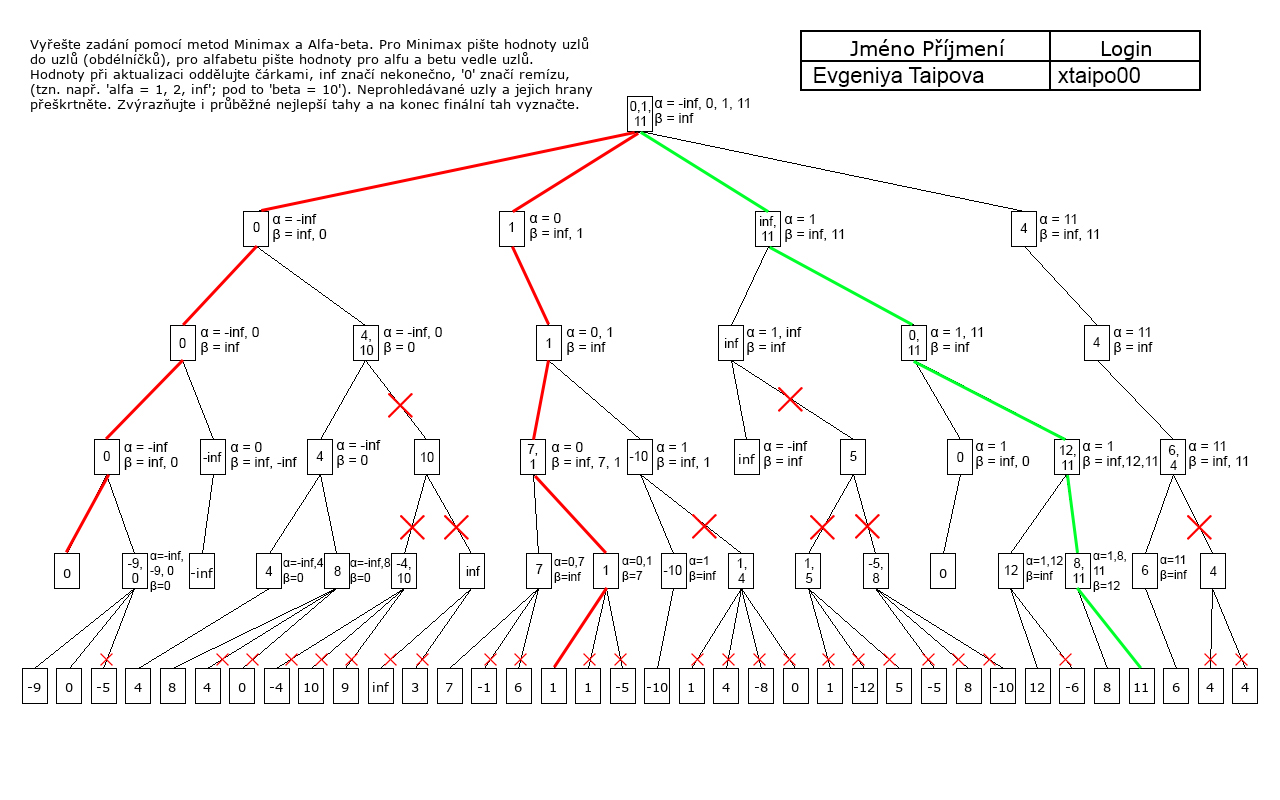 Vyřešte zadání pomocí metod Minimax a Alfa-beta. Pro Minimax pište hodnoty uzlů
do uzlů (obdélníčků), pro alfabetu pište hodnoty pro alfu a betu vedle uzlů.
Hodnoty při aktualizaci oddělujte čárkami, inf značí nekonečno, '0' značí remízu,
(tzn. např. 'alfa = 1, 2, inf'; pod to 'beta = 10'). Neprohledávané uzly a jejich hrany
přeškrtněte. Zvýrazňujte i průběžné nejlepší tahy a na konec finální tah vyznačte.
Jméno Příjmení Login
Evgeniya Taipova xtaipo00
0,1, α = -inf, 0, 1, 11
11 β = inf
0 α = -inf
β = inf, 0
1 α = 0
β = inf, 1
inf, α = 1
11 β = inf, 11
4 α = 11
β = inf, 11
0 α = -inf, 0
β = inf
4, α = -inf, 0
10 β = 0
1 α = 0, 1
β = inf
inf α = 1, inf
β = inf
0, α = 1, 11
11 β = inf
4 α = 11
β = inf
0 α = -inf
β = inf, 0
-inf α = 0
β = inf, -inf
4 α = -inf
β = 0
10
7, α = 0
1 β = inf, 7, 1
-10 α = 1
β = inf, 1
inf α = -inf
β = inf
5
0 α = 1
β = inf, 0
12, α = 1
11 β = inf,12,11
6, α = 11
4 β = inf, 11
0
-9, α=-inf,
0 -9, 0
β=0
-inf
4 α=-inf,4
β=0
8 α=-inf,8
β=0
-4,
10
inf
7 α=0,7
β=inf
1 α=0,1
β=7
-10 α=1
β=inf
1,
4
1,
5
-5,
8
0
12 α=1,12
β=inf
8, α=1,8,
11 11
β=12
6 α=11
β=inf
4
-9 0 -5 4 8 4 0 -4 10 9 inf 3 7 -1 6 1 1 -5 -10 1 4 -8 0 1 -12 5 -5 8 -10 12 -6 8 11 6 4 4